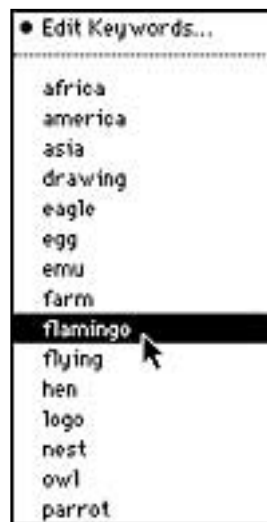 ● Edit Keywords...
africa
america
asia
drawing
eagle
egg
emu
farm
flamingo
flying
hen
logo
nest
owl
parrot